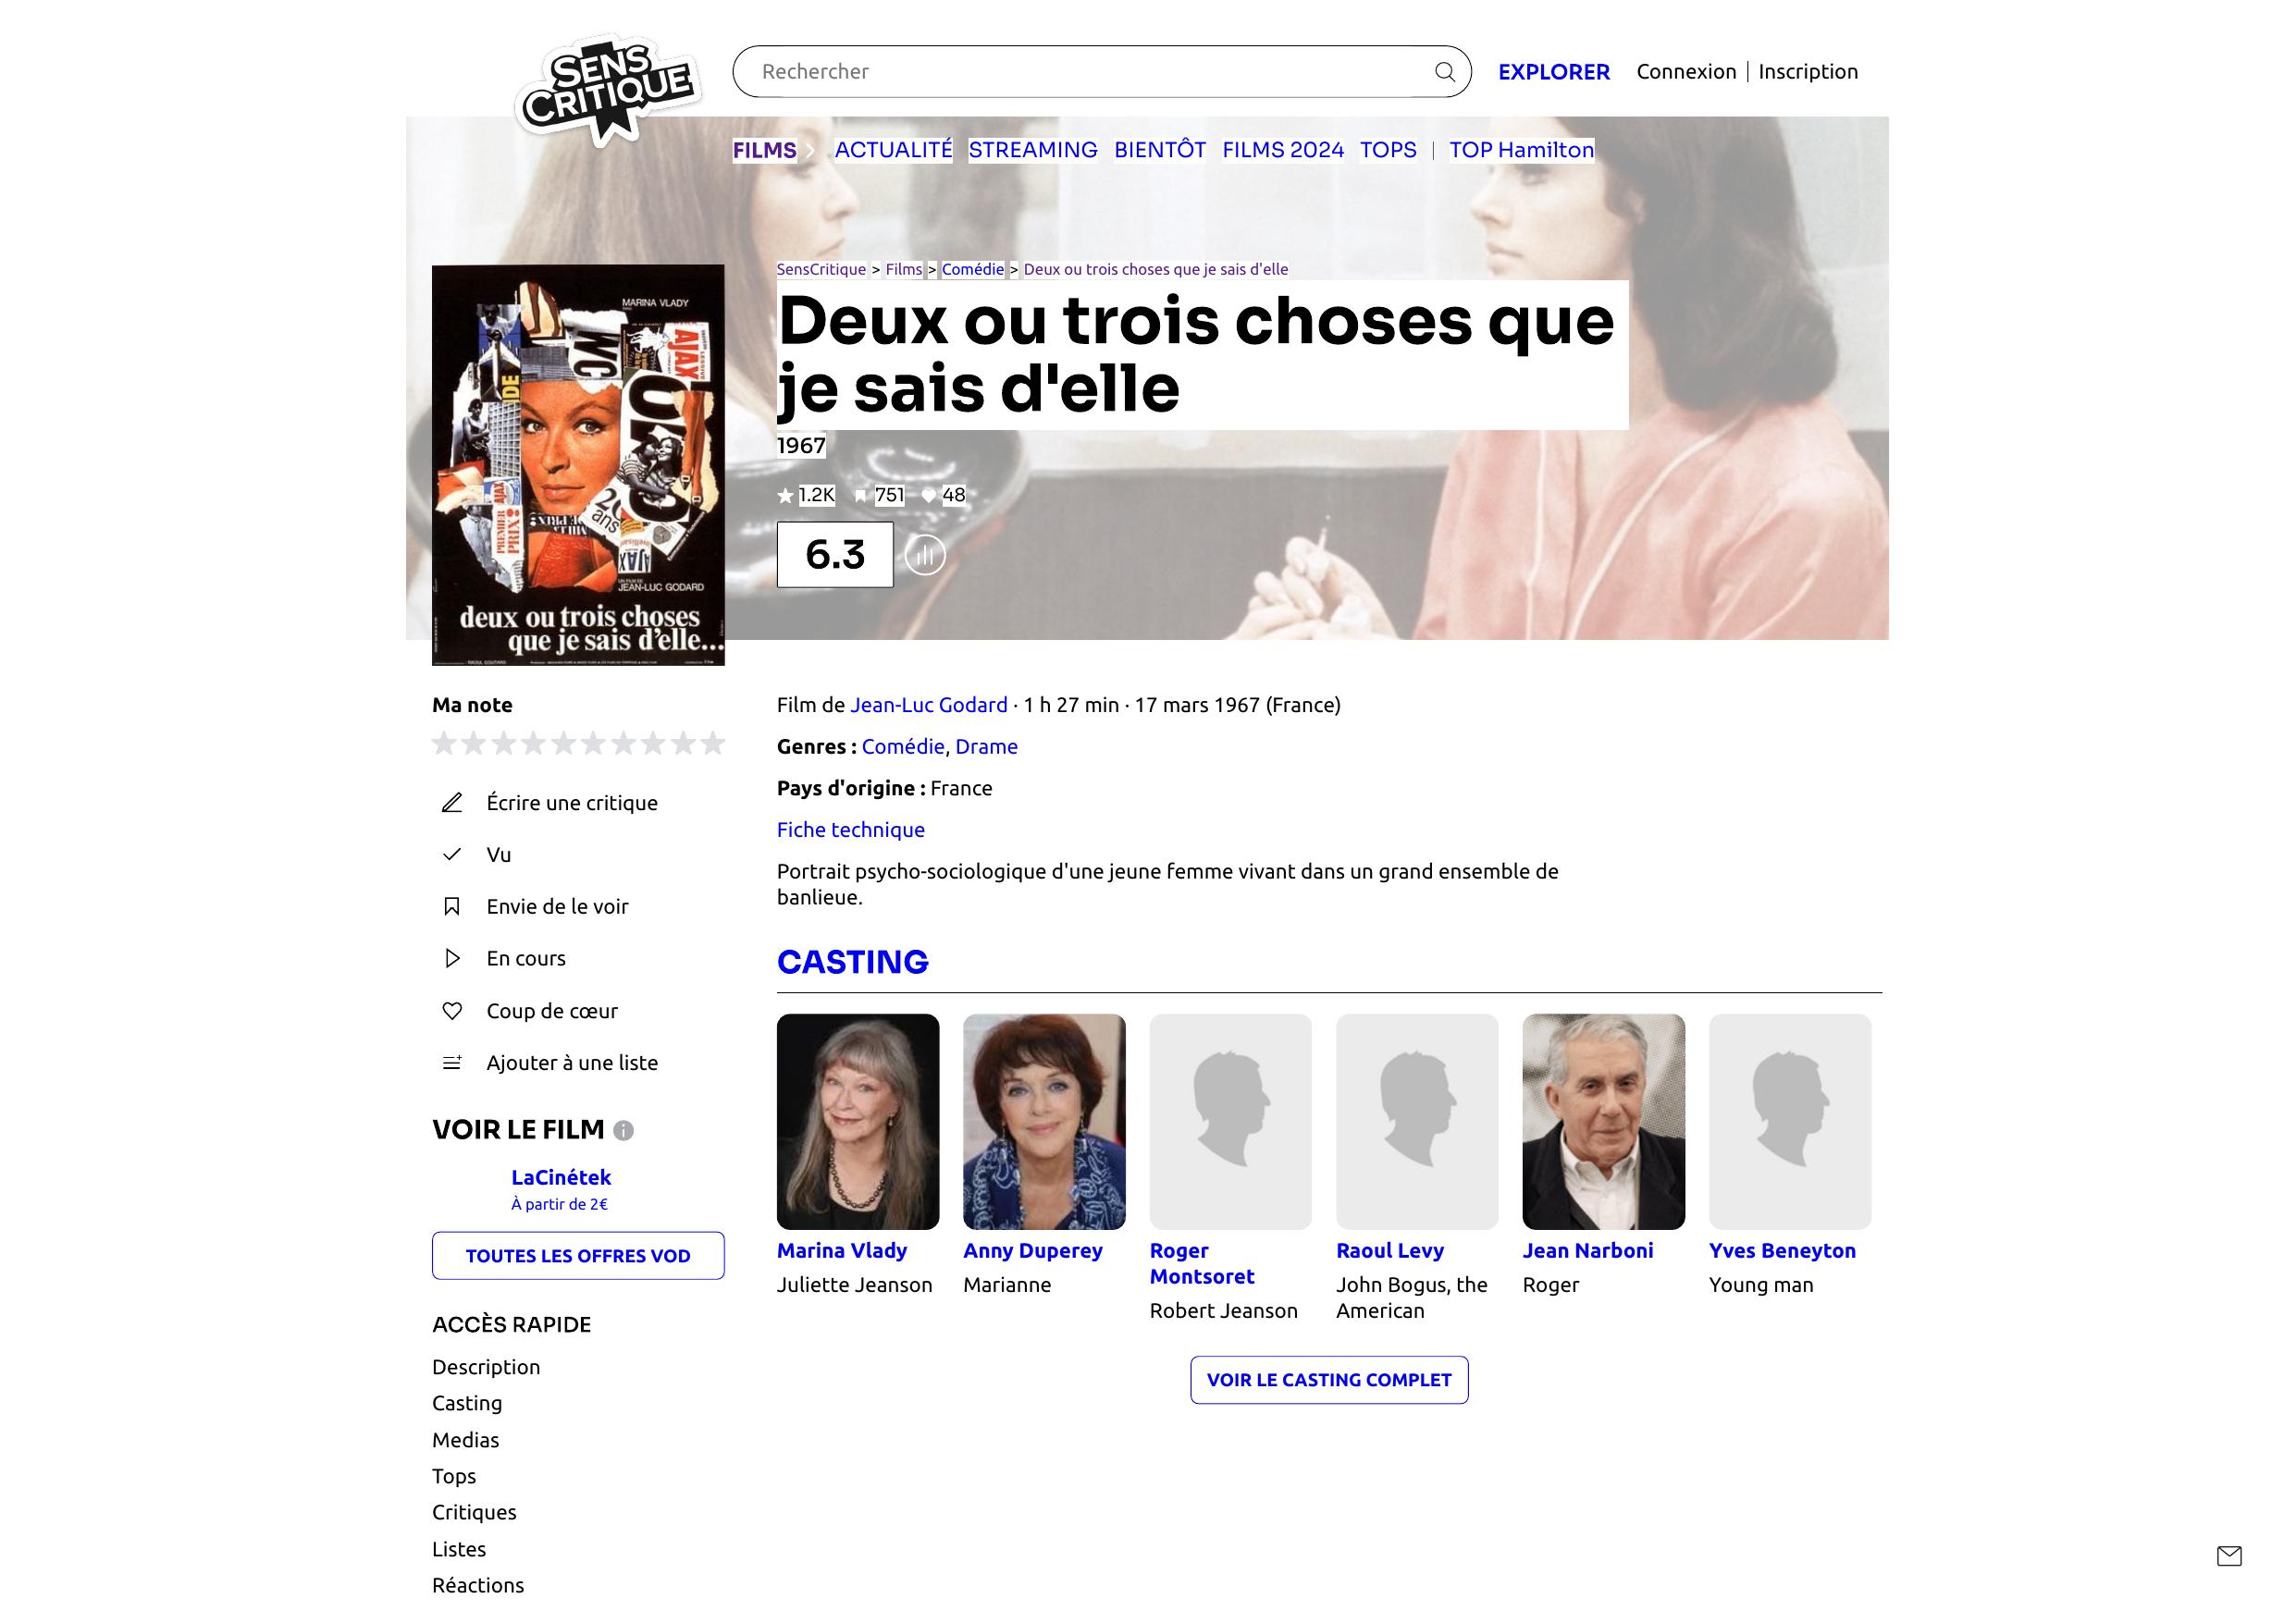 SENS
CRITIQUE
Rechercher
EXPLORER
Connexion | Inscription
FILMS
ACTUALITÉ
STREAMING
BIENTÔT
FILMS 2024
TOPS
|
TOP Hamilton
SensCritique > Films > Comédie > Deux ou trois choses que je sais d'elle
Deux ou trois choses que
je sais d'elle
1967
1.2K
751
48
6.3
MARINA VLADY
AJAX
20
ans
PREMIER AJAX
PRIX!
UN FILM DE
JEAN-LUC GODARD
deux ou trois choses
que je sais d'elle...
Ma note
Écrire une critique
Vu
Envie de le voir
En cours
Coup de cœur
Ajouter à une liste
VOIR LE FILM
LaCinétek
À partir de 2€
TOUTES LES OFFRES VOD
ACCÈS RAPIDE
Description
Casting
Medias
Tops
Critiques
Listes
Réactions
Film de Jean-Luc Godard · 1 h 27 min · 17 mars 1967 (France)
Genres : Comédie, Drame
Pays d'origine : France
Fiche technique
Portrait psycho-sociologique d'une jeune femme vivant dans un grand ensemble de
banlieue.
CASTING
Marina Vlady
Juliette Jeanson
Anny Duperey
Marianne
Roger
Montsoret
Robert Jeanson
Raoul Levy
John Bogus, the
American
Jean Narboni
Roger
Yves Beneyton
Young man
VOIR LE CASTING COMPLET